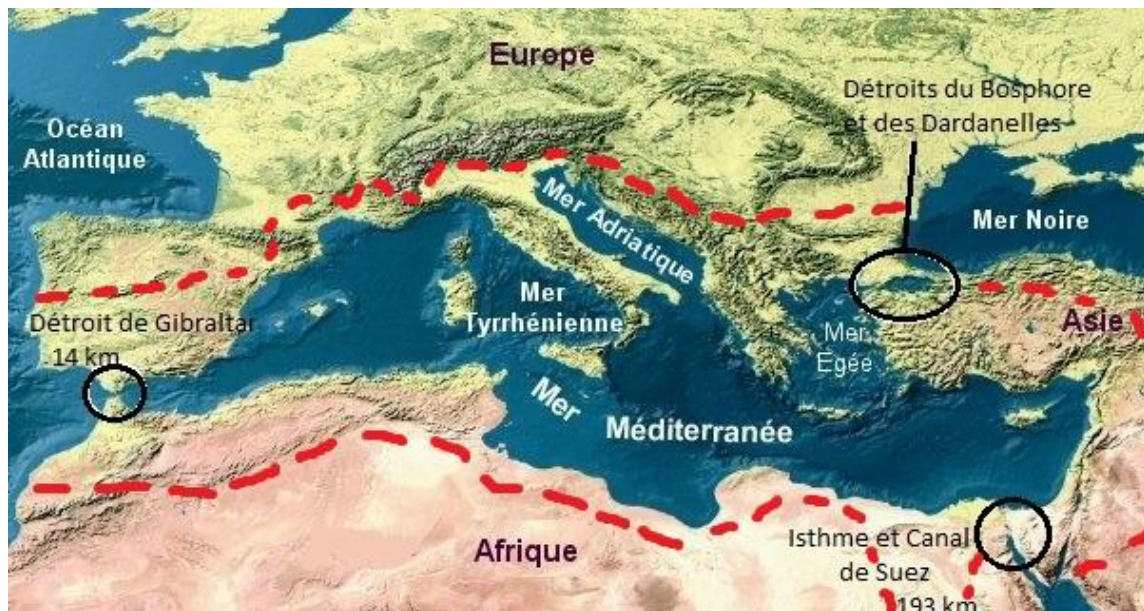 Europe
Détroits du Bosphore
et des Dardanelles
Océan
Atlantique
Mer Adriatique
Mer Noire
Mer
Tyrrhénienne
Détroit de Gibraltar
14 km
Asie
Mer
Egée
Mer
Méditerranée
Afrique
Isthme et Canal
de Suez
193 km